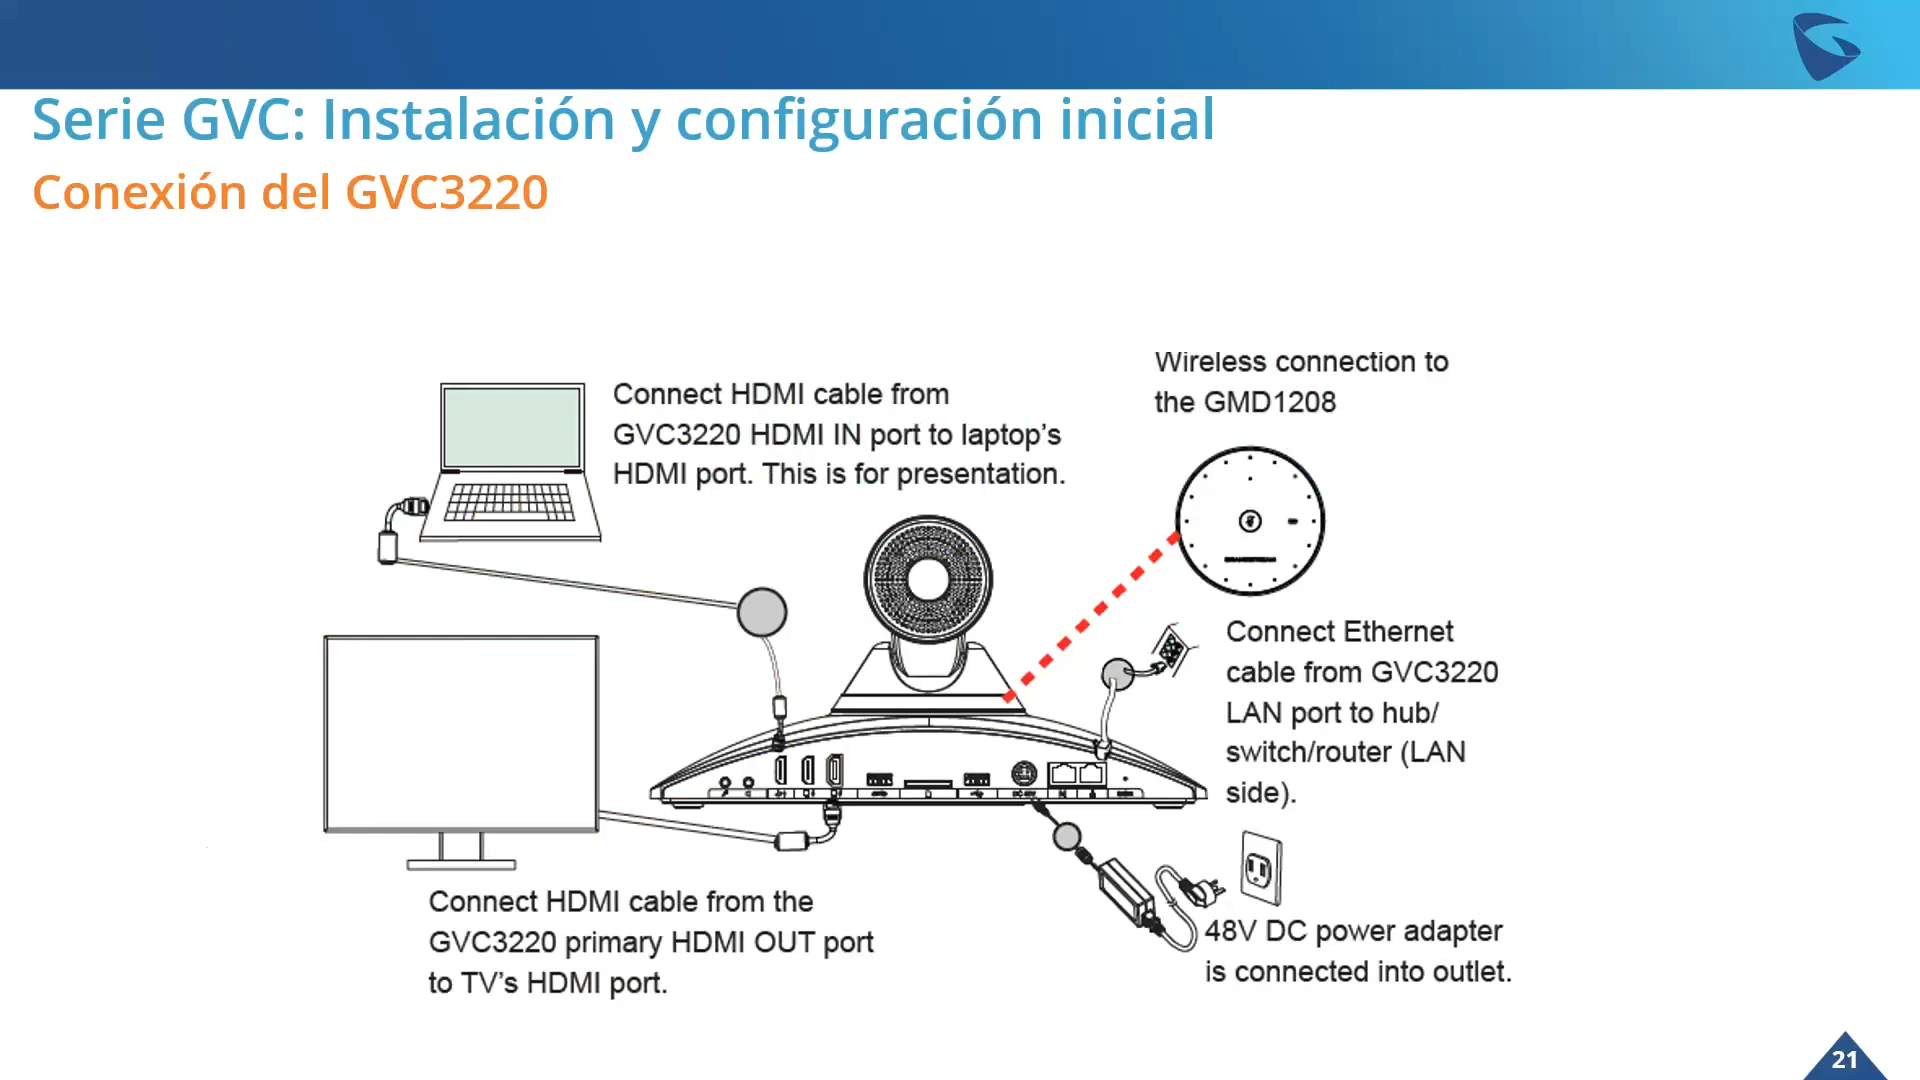 Serie GVC: Instalación y configuración inicial
Conexión del GVC3220
Connect HDMI cable from
GVC3220 HDMI IN port to laptop's
HDMI port. This is for presentation.
Wireless connection to
the GMD1208
Connect Ethernet
cable from GVC3220
LAN port to hub/
switch/router (LAN
side).
Connect HDMI cable from the
GVC3220 primary HDMI OUT port
to TV's HDMI port.
48V DC power adapter
is connected into outlet.
21